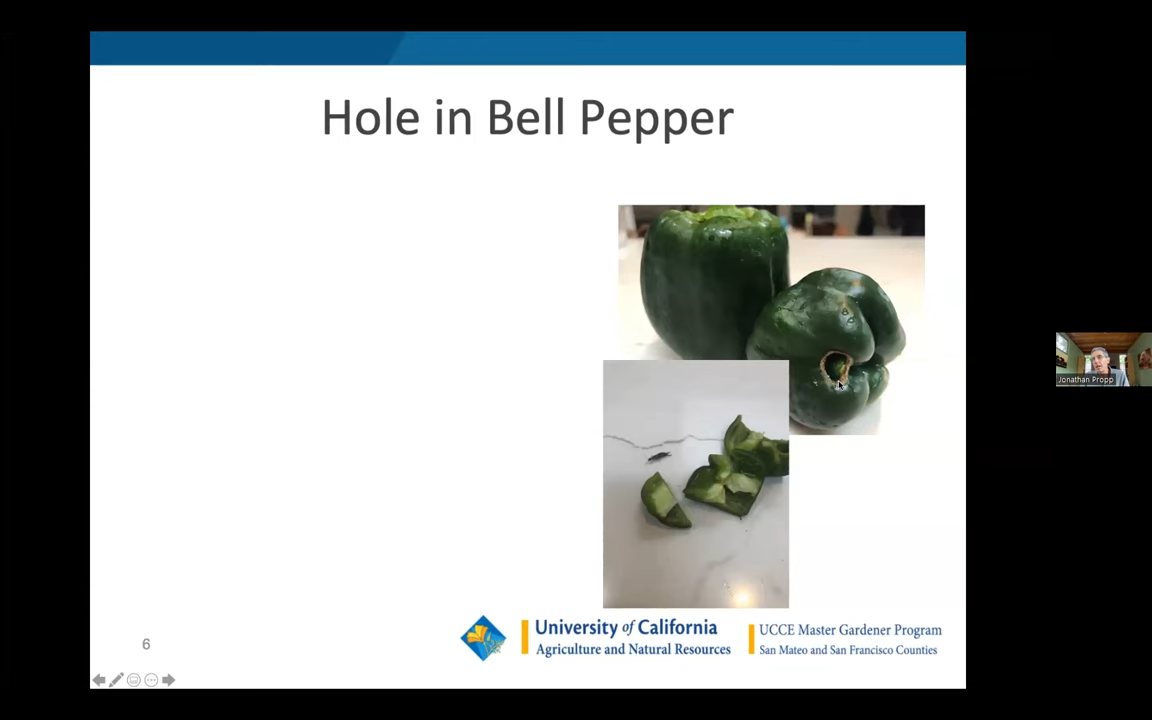 Hole in Bell Pepper
Jonathan Propp
6
University of California
Agriculture and Natural Resources
UCCE Master Gardener Program
San Mateo and San Francisco Counties